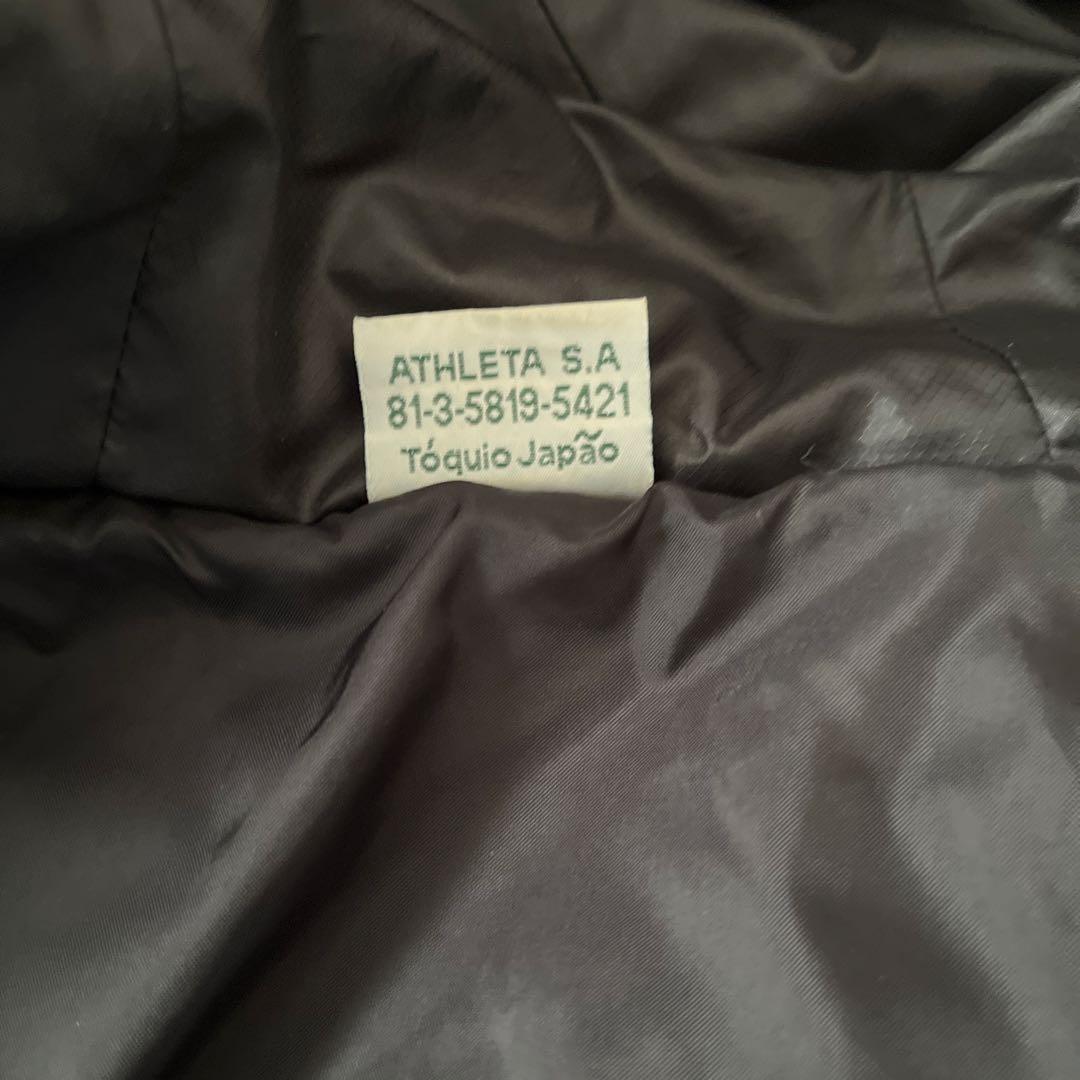 ATHLETA S.A
81-3-5819-5421
Tóquio Japão